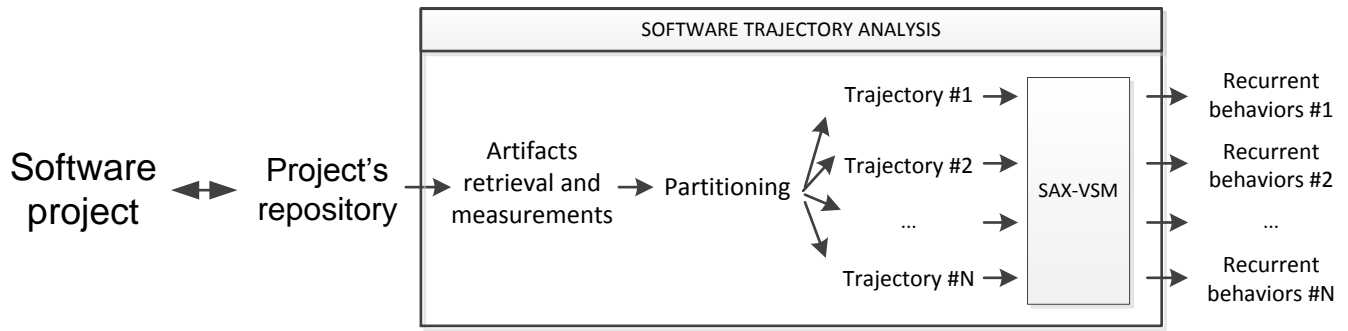 SOFTWARE TRAJECTORY ANALYSIS
Software
project
Project's
repository
Artifacts
retrieval and
measurements
Partitioning
Trajectory #1
Trajectory #2
...
Trajectory #N
SAX-VSM
Recurrent
behaviors #1
Recurrent
behaviors #2
...
Recurrent
behaviors #N